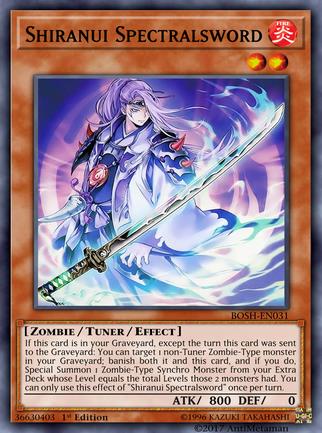 SHIRANUI SPECTRALSWORD
FIRE
炎
BOSH-EN031
[ZOMBIE / TUNER / EFFECT]
If this card is in your Graveyard, except the turn this card was
sent to the Graveyard: You can target 1 non-Tuner Zombie-Type monster
in your Graveyard; banish both it and this card, and if you do,
Special Summon 1 Zombie-Type Synchro Monster from your Extra
Deck whose Level equals the total Levels those 2 monsters had. You
can only use this effect of "Shiranui Spectralsword" once per turn.
ATK/ 800 DEF/ 0
36630403 1st Edition ©1996 KAZUKI TAKAHASHI
©2017 AntiMetaman